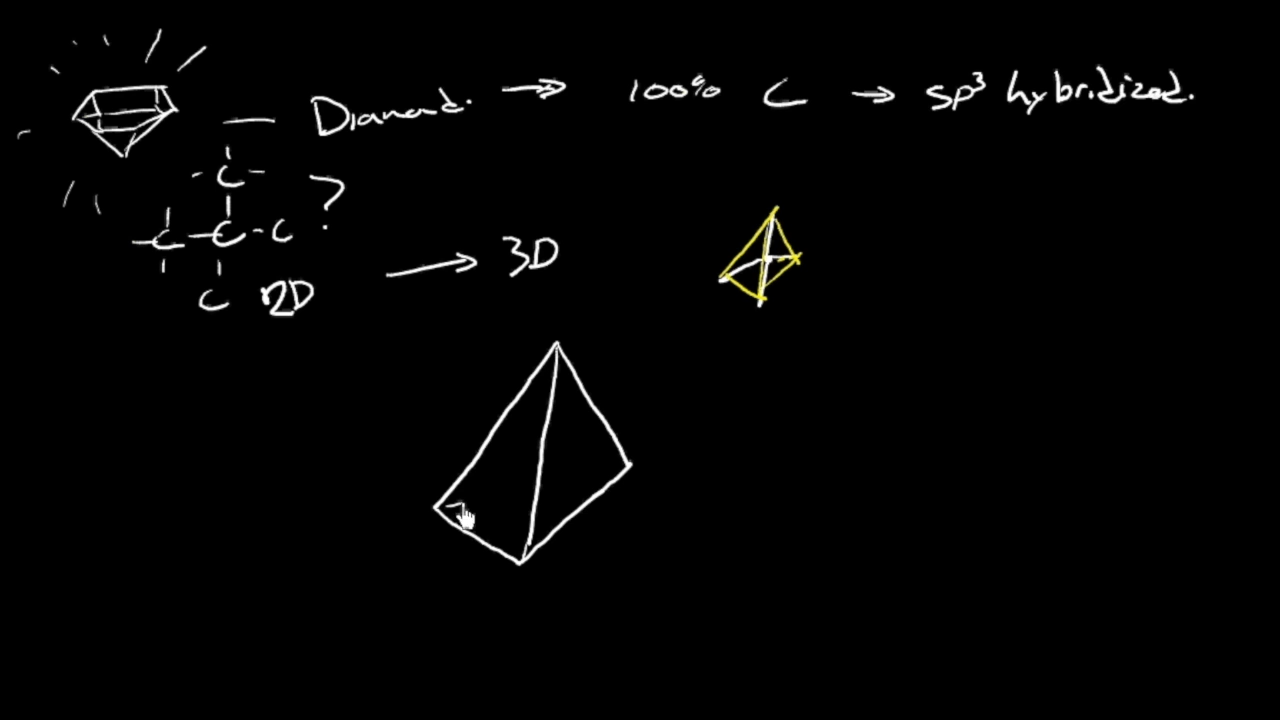 Diamond. → 100% C → sp³ hybridized.
- C - ?
- C - C - C
C 2D → 3D